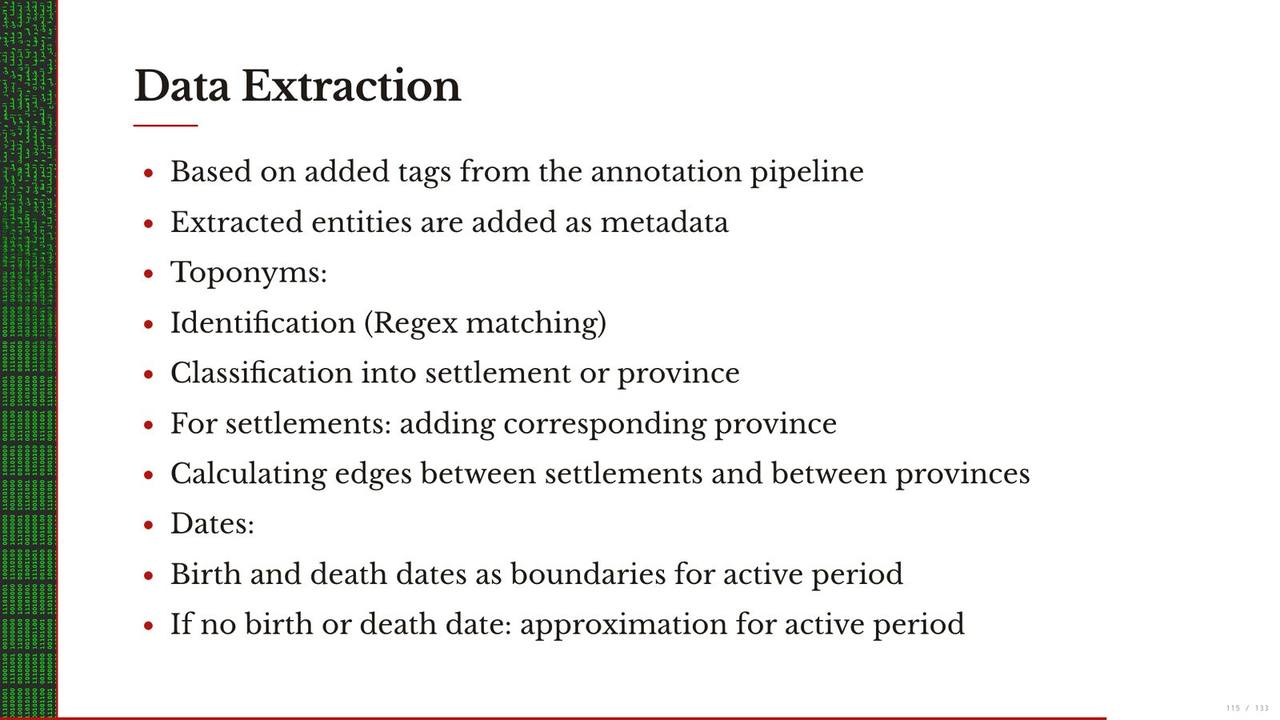 Data Extraction
• Based on added tags from the annotation pipeline
• Extracted entities are added as metadata
• Toponyms:
• Identification (Regex matching)
• Classification into settlement or province
• For settlements: adding corresponding province
• Calculating edges between settlements and between provinces
• Dates:
• Birth and death dates as boundaries for active period
• If no birth or death date: approximation for active period
115 / 133